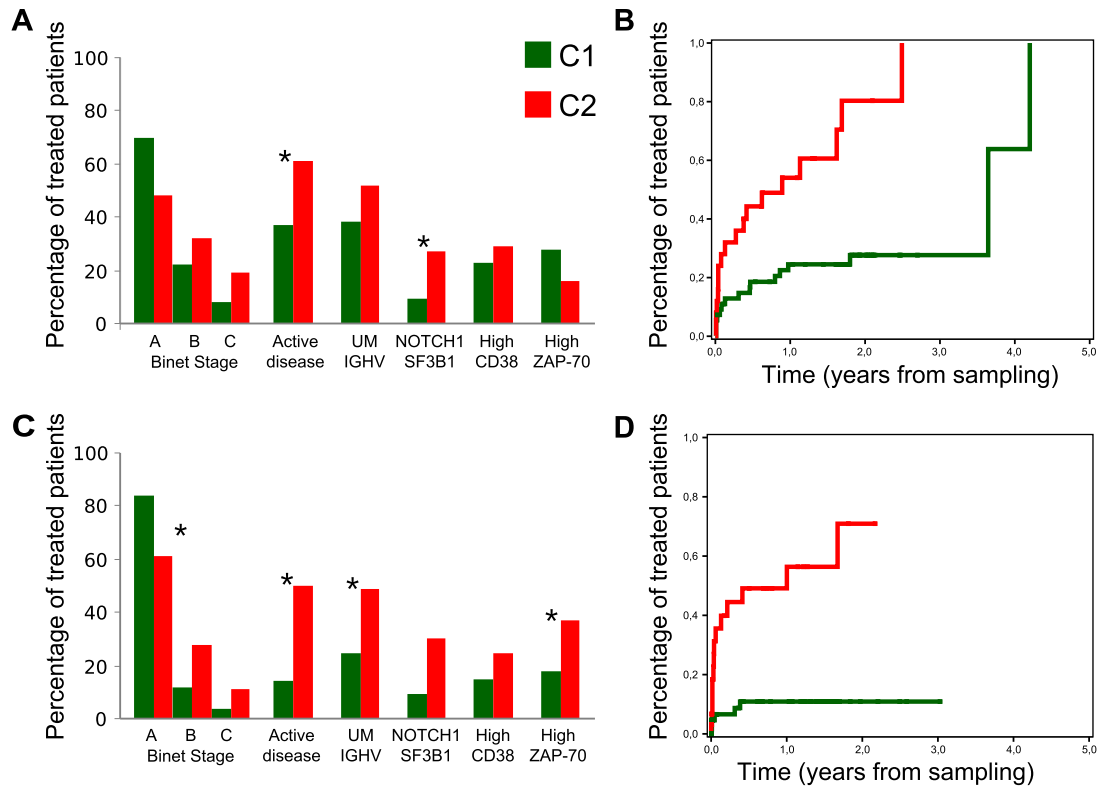 A
Percentage of treated patients
100
80
60
40
20
0
C1
C2
*
*
A B C
Binet Stage
Active
disease
UM
IGHV
NOTCH1
SF3B1
High
CD38
High
ZAP-70
B
Percentage of treated patients
1,0
0,8
0,6
0,4
0,2
0,0
0,0 1,0 2,0 3,0 4,0 5,0
Time (years from sampling)
C
Percentage of treated patients
100
80
60
40
20
0
*
*
*
*
A B C
Binet Stage
Active
disease
UM
IGHV
NOTCH1
SF3B1
High
CD38
High
ZAP-70
D
Percentage of treated patients
1,0
0,8
0,6
0,4
0,2
0,0
0,0 1,0 2,0 3,0 4,0 5,0
Time (years from sampling)